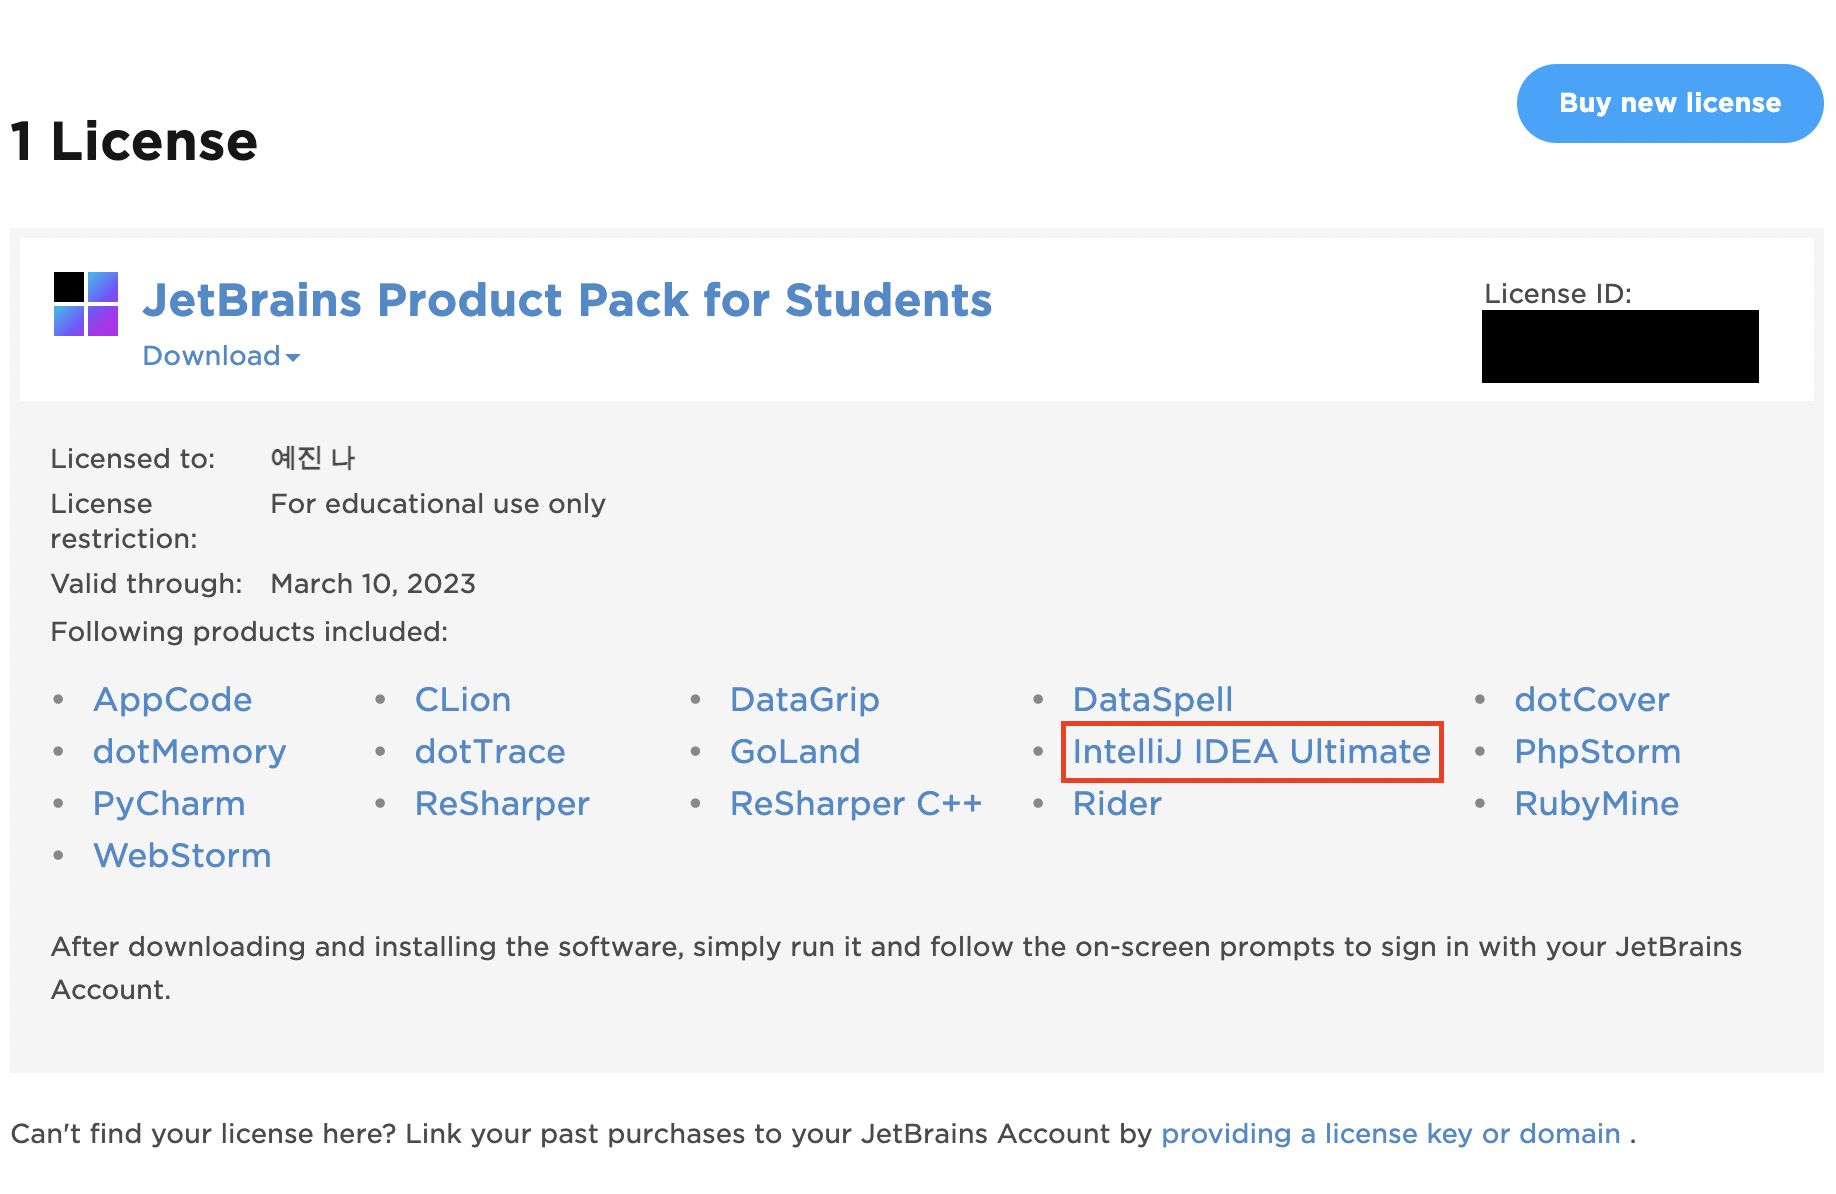 Buy new license
1 License
JetBrains Product Pack for Students
Download
License ID:
Licensed to: 예진 나
License restriction: For educational use only
Valid through: March 10, 2023
Following products included:
AppCode CLion DataGrip DataSpell dotCover
dotMemory dotTrace GoLand IntelliJ IDEA Ultimate PhpStorm
PyCharm ReSharper ReSharper C++ Rider RubyMine
WebStorm
After downloading and installing the software, simply run it and follow the on-screen prompts to sign in with your JetBrains
Account.
Can't find your license here? Link your past purchases to your JetBrains Account by providing a license key or domain .